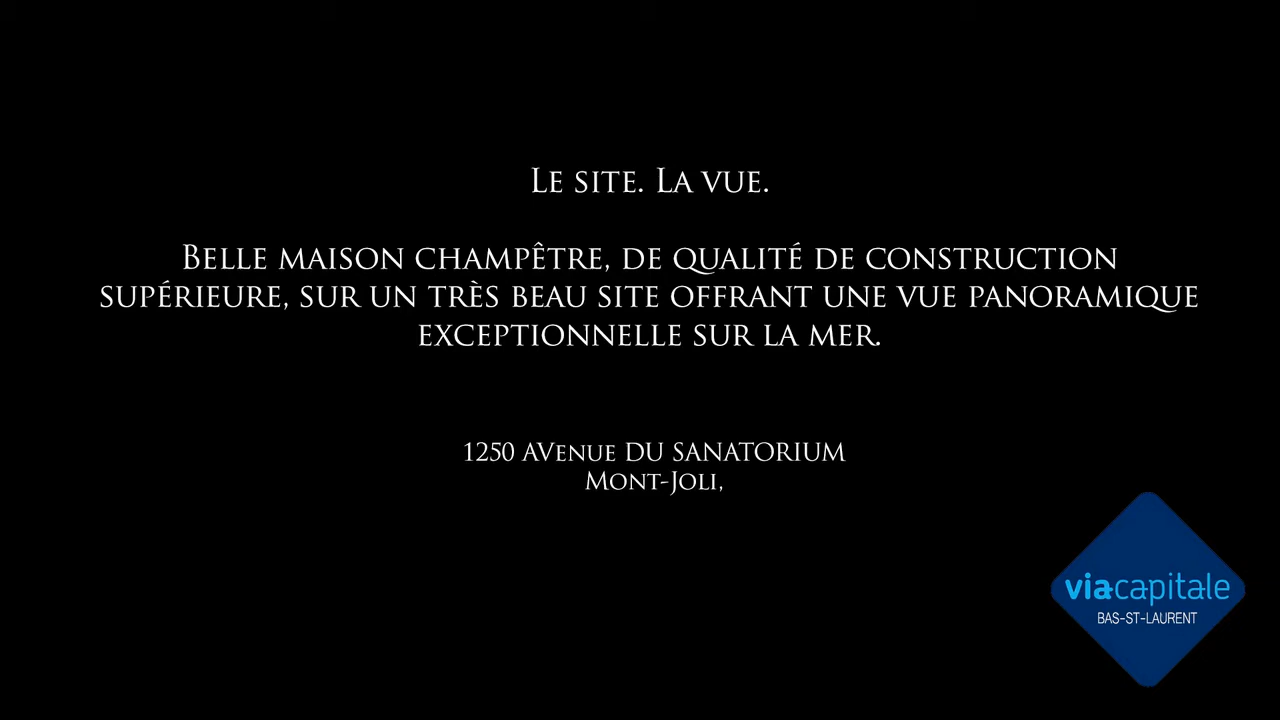 Le site. La vue.
Belle maison champêtre, de qualité de construction
supérieure, sur un très beau site offrant une vue panoramique
exceptionnelle sur la mer.
1250 AVenue DU SANATORIUM
Mont-Joli,
viacapitale
BAS-ST-LAURENT